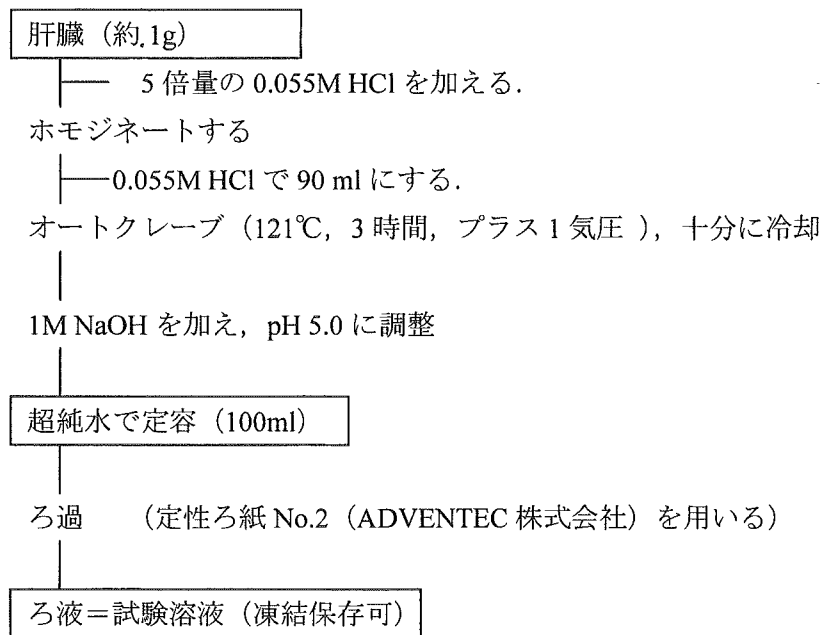 肝臓（約.1g)
5 倍量の 0.055M HCl を加える.
ホモジネートする
0.055M HCl で 90 ml にする.
オートクレーブ（121℃，3 時間，プラス 1 気圧 ），十分に冷却
1M NaOH を加え，pH 5.0 に調整
超純水で定容（100ml）
ろ過　（定性ろ紙 No.2（ADVENTEC 株式会社）を用いる）
ろ液＝試験溶液（凍結保存可）